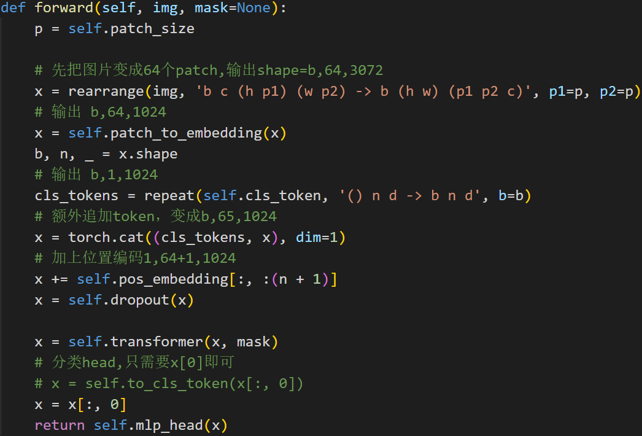 def forward(self, img, mask=None):
    p = self.patch_size

    # 先把图片变成64个patch,输出shape=b,64,3072
    x = rearrange(img, 'b c (h p1) (w p2) -> b (h w) (p1 p2 c)', p1=p, p2=p)
    # 输出 b,64,1024
    x = self.patch_to_embedding(x)
    b, n, _ = x.shape
    # 输出 b,1,1024
    cls_tokens = repeat(self.cls_token, '() n d -> b n d', b=b)
    # 额外追加token，变成b,65,1024
    x = torch.cat((cls_tokens, x), dim=1)
    # 加上位置编码1,64+1,1024
    x += self.pos_embedding[:, :(n + 1)]
    x = self.dropout(x)

    x = self.transformer(x, mask)
    # 分类head,只需要x[0]即可
    # x = self.to_cls_token(x[:, 0])
    x = x[:, 0]
    return self.mlp_head(x)